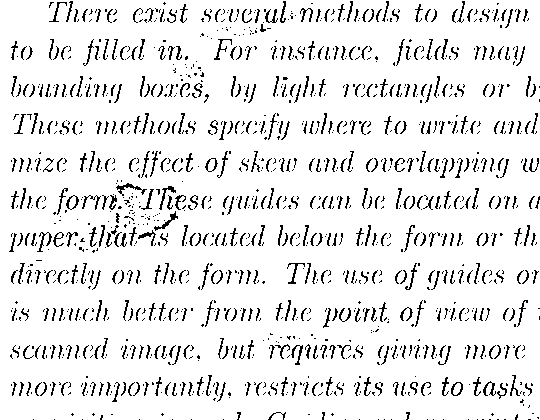 There exist several methods to design
to be filled in. For instance, fields may
bounding boxes, by light rectangles or by
These methods specify where to write and
mize the effect of skew and overlapping w
the form. These guides can be located on a
paper that is located below the form or th
directly on the form. The use of guides on
is much better from the point of view of
scanned image, but requires giving more
more importantly, restricts its use to tasks